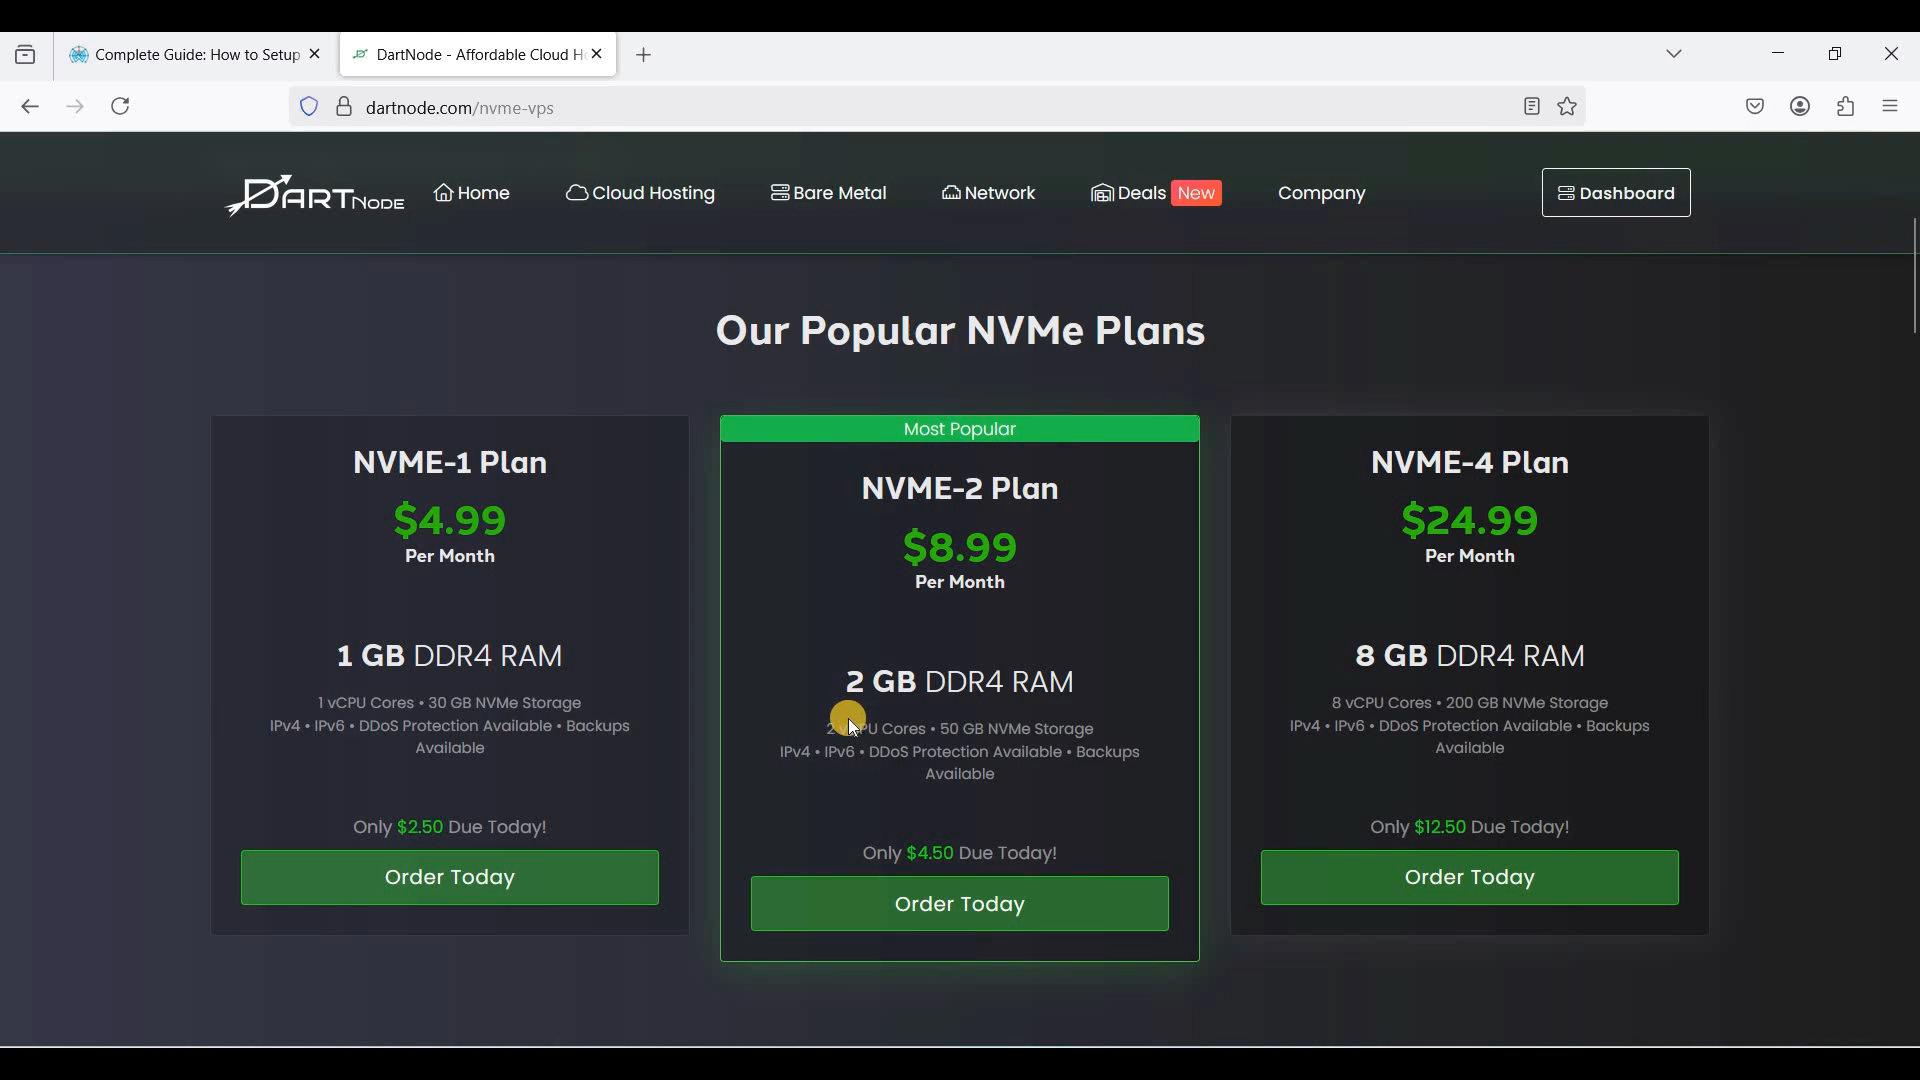 Complete Guide: How to Setup
DartNode - Affordable Cloud H
dartnode.com/nvme-vps
DARTNODE
Home
Cloud Hosting
Bare Metal
Network
Deals New
Company
Dashboard
Our Popular NVMe Plans
NVME-1 Plan
$4.99
Per Month
1 GB DDR4 RAM
1 vCPU Cores • 30 GB NVMe Storage
IPv4 • IPv6 • DDoS Protection Available • Backups
Available
Only $2.50 Due Today!
Order Today
Most Popular
NVME-2 Plan
$8.99
Per Month
2 GB DDR4 RAM
2 vCPU Cores • 50 GB NVMe Storage
IPv4 • IPv6 • DDoS Protection Available • Backups
Available
Only $4.50 Due Today!
Order Today
NVME-4 Plan
$24.99
Per Month
8 GB DDR4 RAM
8 vCPU Cores • 200 GB NVMe Storage
IPv4 • IPv6 • DDoS Protection Available • Backups
Available
Only $12.50 Due Today!
Order Today